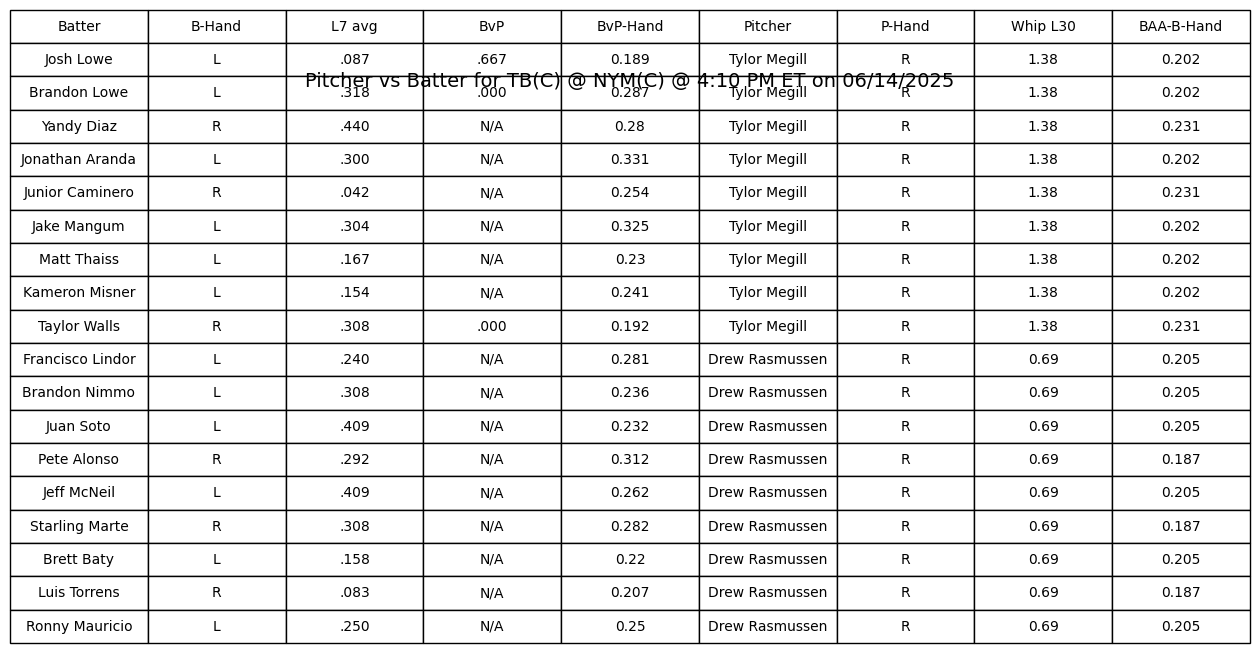 Batter B-Hand L7 avg BvP BvP-Hand Pitcher P-Hand Whip L30 BAA-B-Hand
Josh Lowe L .087 .667 0.189 Tylor Megill R 1.38 0.202
Pitcher vs Batter for TB(C) @ NYM(C) @ 4:10 PM ET on 06/14/2025
Brandon Lowe L .318 .000 0.287 Tylor Megill R 1.38 0.202
Yandy Diaz R .440 N/A 0.28 Tylor Megill R 1.38 0.231
Jonathan Aranda L .300 N/A 0.331 Tylor Megill R 1.38 0.202
Junior Caminero R .042 N/A 0.254 Tylor Megill R 1.38 0.231
Jake Mangum L .304 N/A 0.325 Tylor Megill R 1.38 0.202
Matt Thaiss L .167 N/A 0.23 Tylor Megill R 1.38 0.202
Kameron Misner L .154 N/A 0.241 Tylor Megill R 1.38 0.202
Taylor Walls R .308 .000 0.192 Tylor Megill R 1.38 0.231
Francisco Lindor L .240 N/A 0.281 Drew Rasmussen R 0.69 0.205
Brandon Nimmo L .308 N/A 0.236 Drew Rasmussen R 0.69 0.205
Juan Soto L .409 N/A 0.232 Drew Rasmussen R 0.69 0.205
Pete Alonso R .292 N/A 0.312 Drew Rasmussen R 0.69 0.187
Jeff McNeil L .409 N/A 0.262 Drew Rasmussen R 0.69 0.205
Starling Marte R .308 N/A 0.282 Drew Rasmussen R 0.69 0.187
Brett Baty L .158 N/A 0.22 Drew Rasmussen R 0.69 0.205
Luis Torrens R .083 N/A 0.207 Drew Rasmussen R 0.69 0.187
Ronny Mauricio L .250 N/A 0.25 Drew Rasmussen R 0.69 0.205